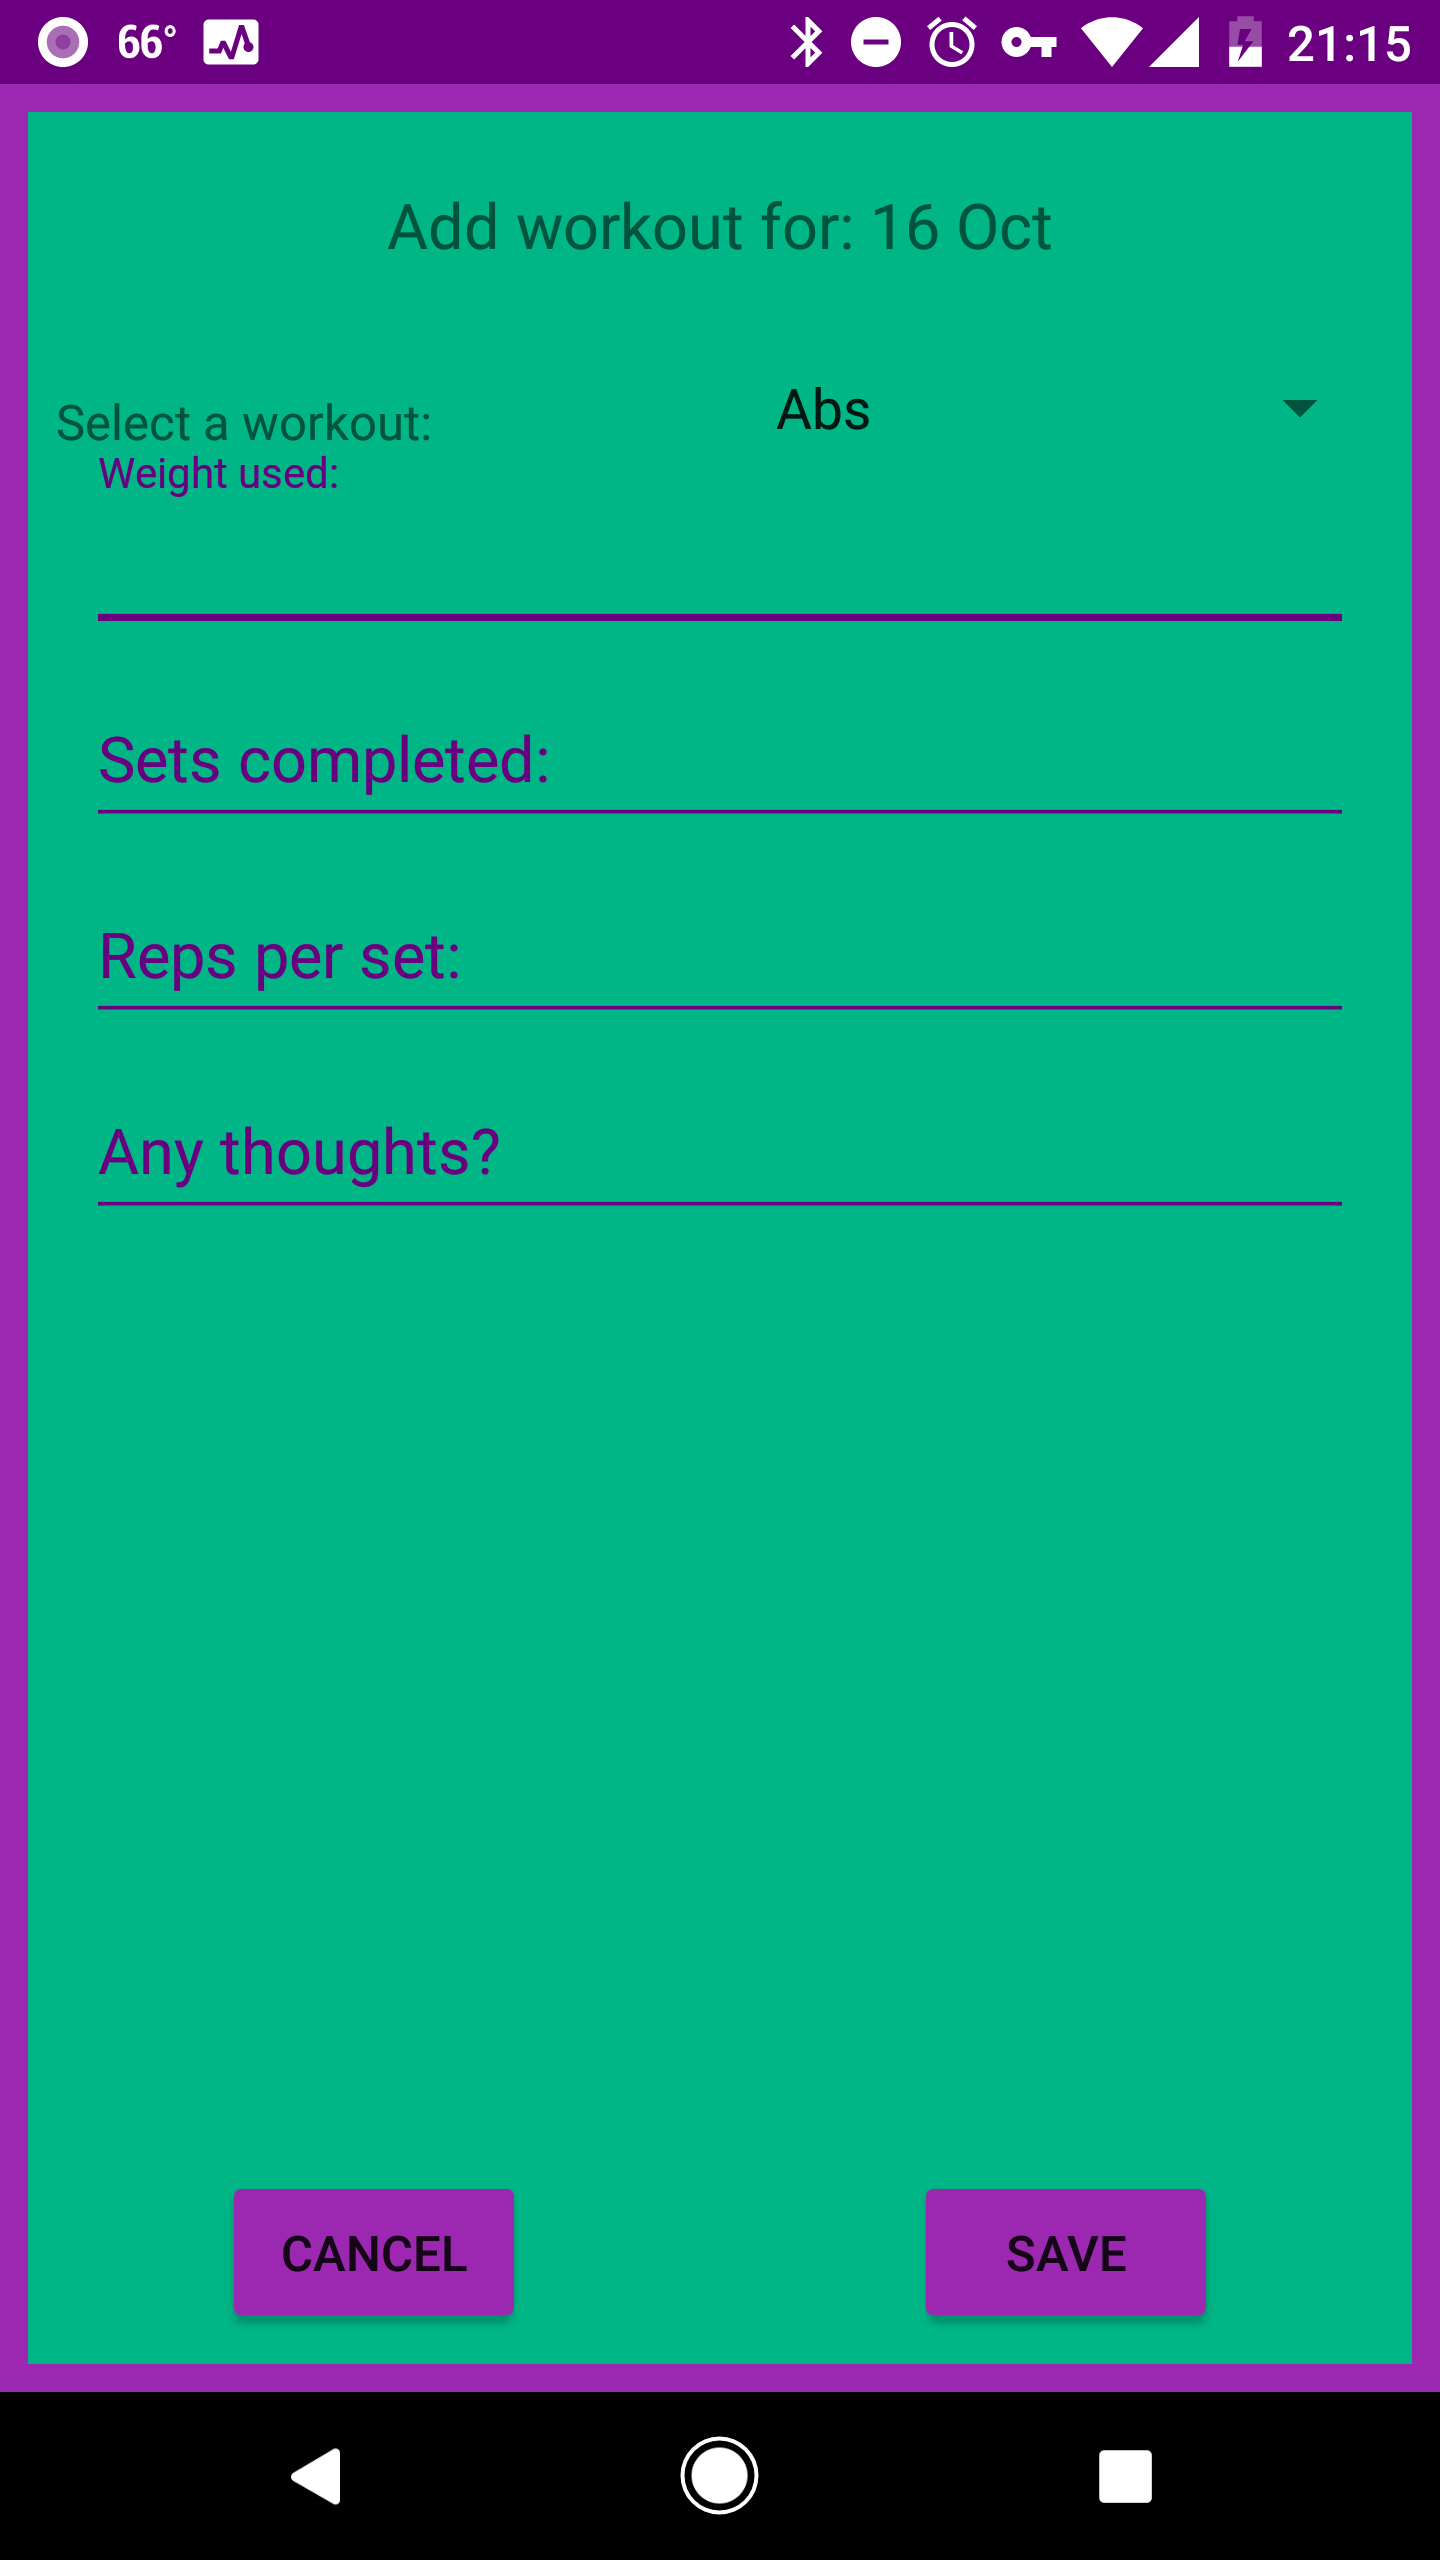 66° 21:15
Add workout for: 16 Oct
Select a workout: Abs
Weight used:
Sets completed:
Reps per set:
Any thoughts?
CANCEL SAVE